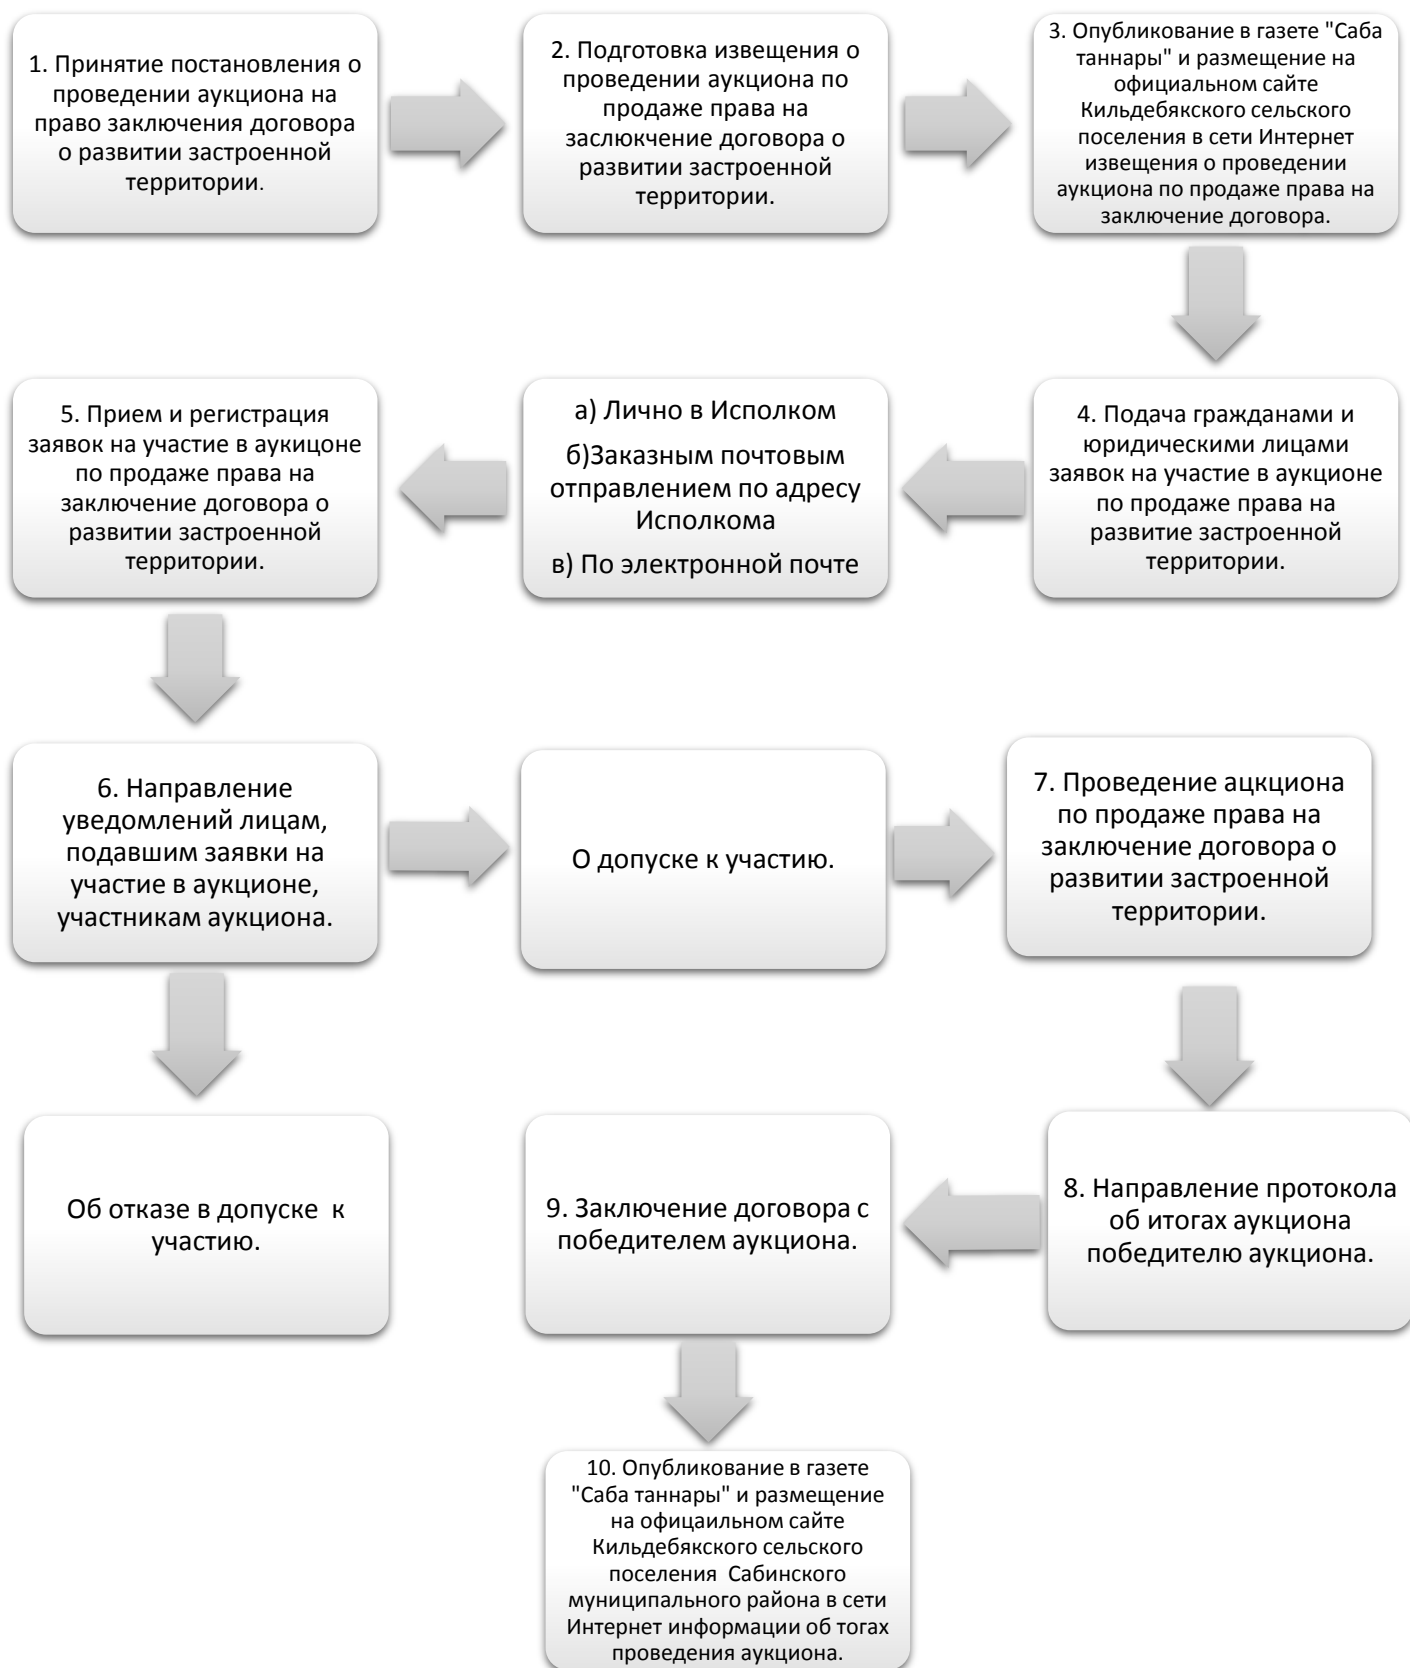 1. Принятие постановления о
проведении аукциона на
право заключения договора
о развитии застроенной
территории.
2. Подготовка извещения о
проведении аукциона по
продаже права на
заслюкчение договора о
развитии застроенной
территории.
3. Опубликование в газете "Саба
таннары" и размещение на
официальном сайте
Кильдебякского сельского
поселения в сети Интернет
извещения о проведении
аукциона по продаже права на
заключение договора.
4. Подача гражданами и
юридическими лицами
заявок на участие в аукционе
по продаже права на
развитие застроенной
территории.
а) Лично в Исполком
б)Заказным почтовым
отправлением по адресу
Исполкома
в) По электронной почте
5. Прием и регистрация
заявок на участие в аукицоне
по продаже права на
заключение договора о
развитии застроенной
территории.
6. Направление
уведомлений лицам,
подавшим заявки на
участие в аукционе,
участникам аукциона.
О допуске к участию.
7. Проведение ацкциона
по продаже права на
заключение договора о
развитии застроенной
территории.
Об отказе в допуске  к
участию.
8. Направление протокола
об итогах аукциона
победителю аукциона.
9. Заключение договора с
победителем аукциона.
10. Опубликование в газете
"Саба таннары" и размещение
на офицаильном сайте
Кильдебякского сельского
поселения  Сабинского
муниципального района в сети
Интернет информации об тогах
проведения аукциона.